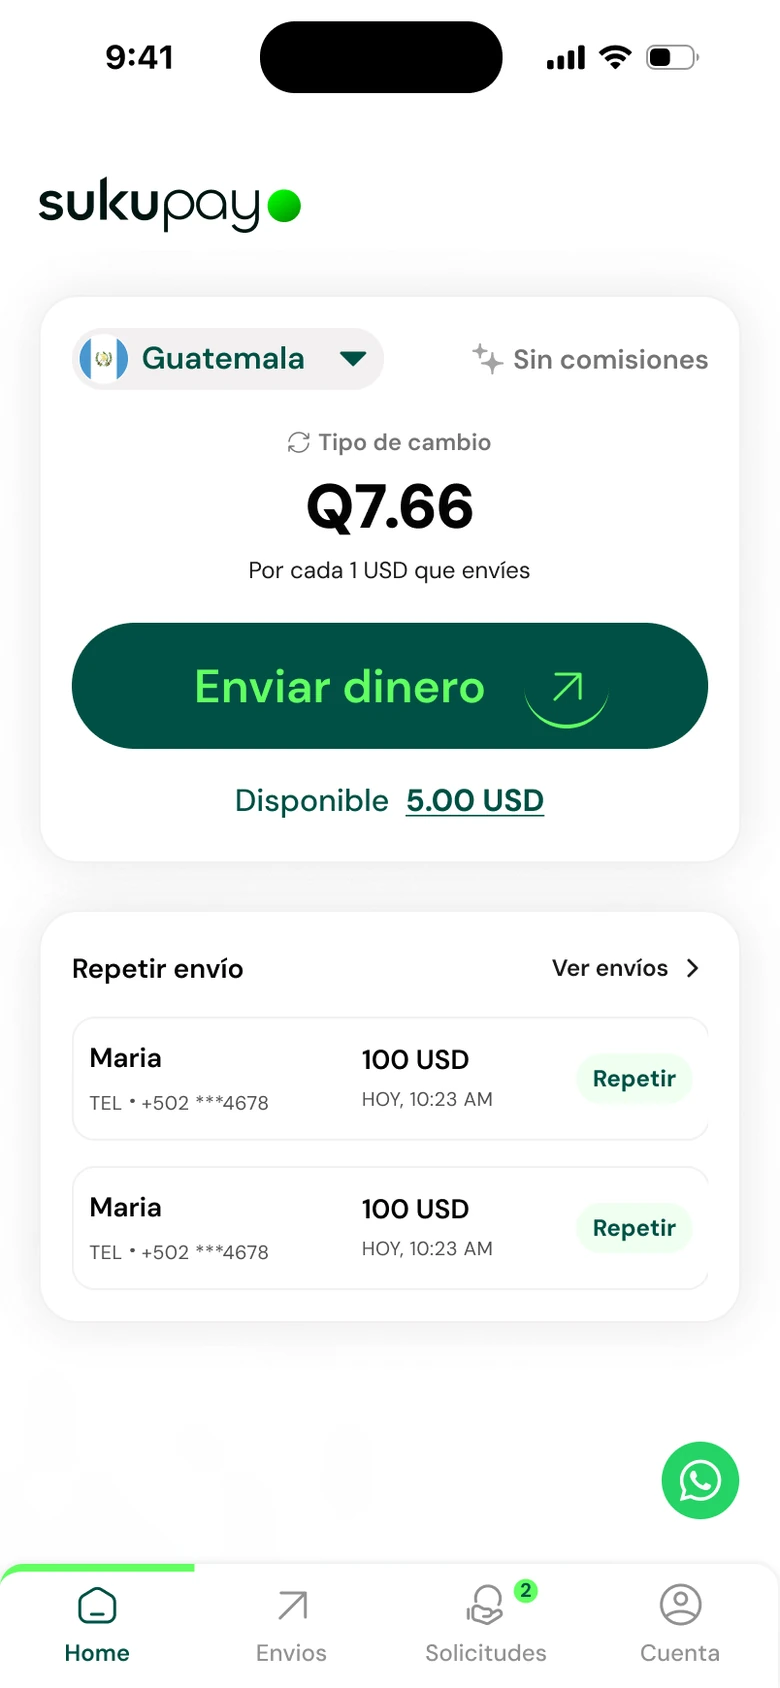 9:41
sukupay
Guatemala
Sin comisiones
Tipo de cambio
Q7.66
Por cada 1 USD que envíes
Enviar dinero
Disponible 5.00 USD
Repetir envío
Ver envíos
Maria
100 USD
TEL • +502 ***4678
HOY, 10:23 AM
Repetir
Maria
100 USD
TEL • +502 ***4678
HOY, 10:23 AM
Repetir
2
Home
Envios
Solicitudes
Cuenta